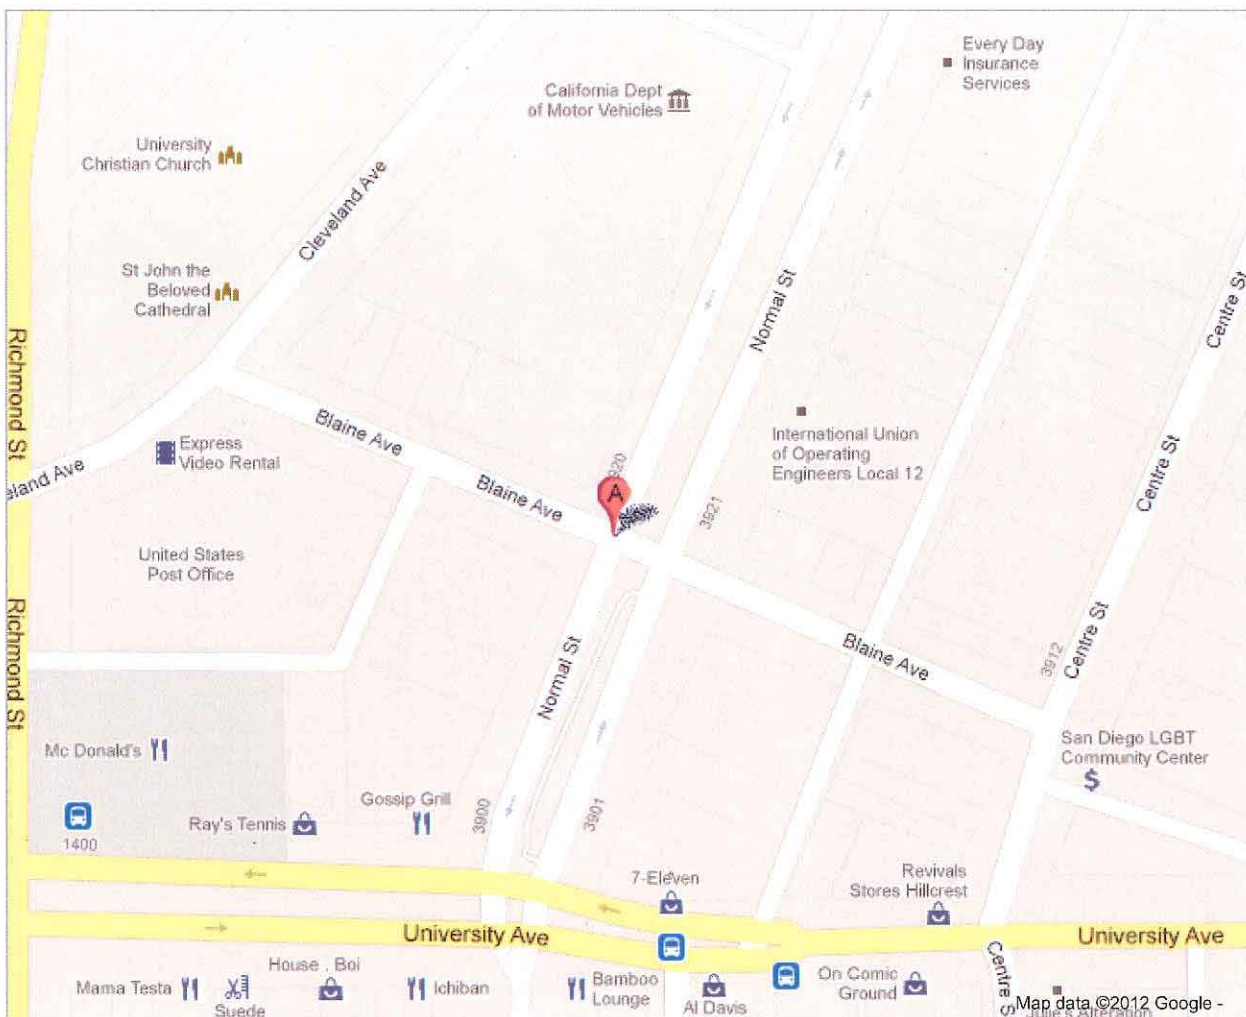 Every Day
Insurance
Services
California Dept
of Motor Vehicles
University
Christian Church
Cleveland Ave
St John the
Beloved
Cathedral
Normal St
Centre St
Richmond St
Blaine Ave
Express
Video Rental
International Union
of Operating
Engineers Local 12
eland Ave
Blaine Ave
A
3921
Centre St
United States
Post Office
Richmond St
Normal St
Blaine Ave
3912
Centre St
San Diego LGBT
Community Center
Mc Donald's
Gossip Grill
Ray's Tennis
3900
3901
1400
7-Eleven
Revivals
Stores Hillcrest
University Ave
University Ave
Mama Testa
Suede
House . Boi
Ichiban
Bamboo
Lounge
Al Davis
On Comic
Ground
Centre S
Map data ©2012 Google -
Julie's Alteration